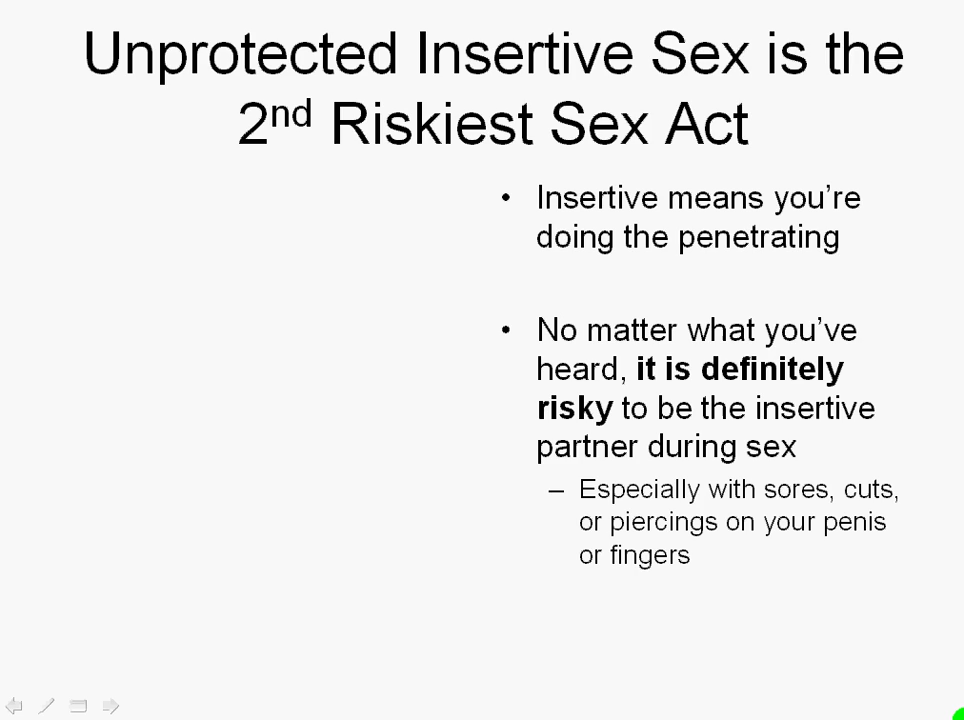 Unprotected Insertive Sex is the
2nd Riskiest Sex Act
• Insertive means you're
doing the penetrating
• No matter what you've
heard, it is definitely
risky to be the insertive
partner during sex
– Especially with sores, cuts,
or piercings on your penis
or fingers